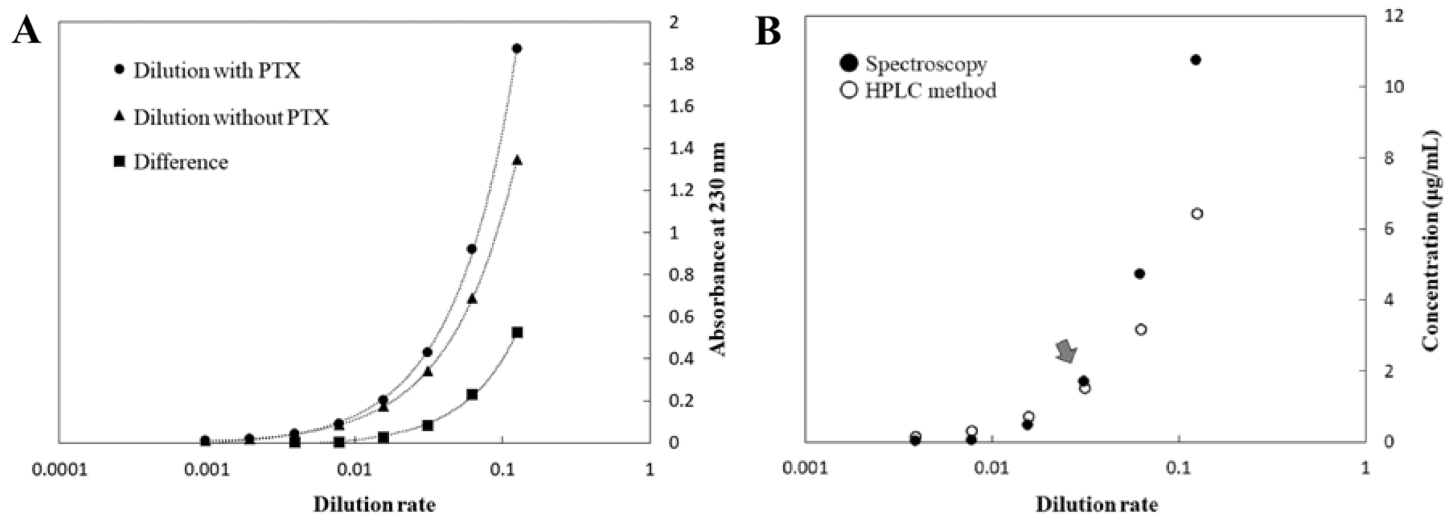 A
Dilution with PTX
Dilution without PTX
Difference
2
1.8
1.6
1.4
1.2
1
0.8
0.6
0.4
0.2
0
Absorbance at 230 nm
0.0001
0.001
0.01
0.1
1
Dilution rate
B
Spectroscopy
HPLC method
12
10
8
6
4
2
0
Concentration (µg/mL)
0.001
0.01
0.1
1
Dilution rate